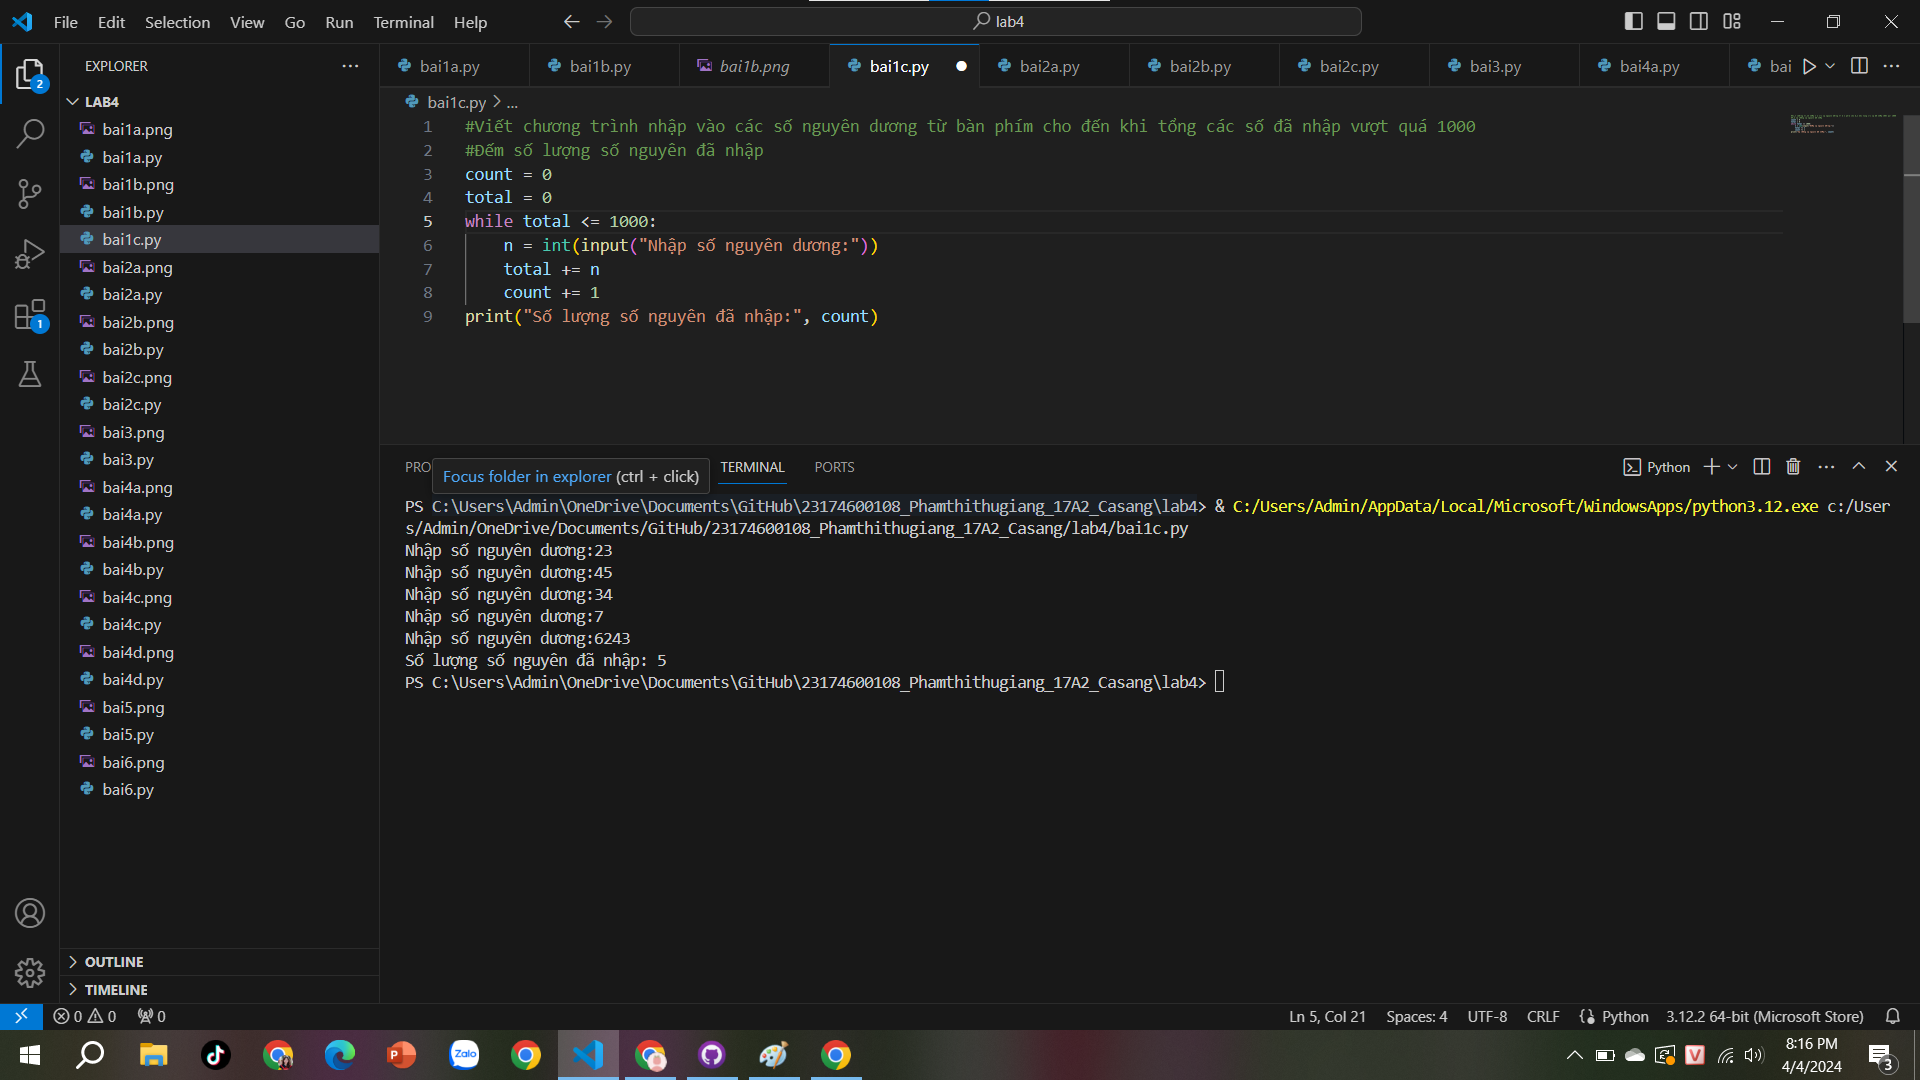 File Edit Selection View Go Run Terminal Help
lab4
EXPLORER
bai1a.py
bai1b.py
bai1b.png
bai1c.py
bai2a.py
bai2b.py
bai2c.py
bai3.py
bai4a.py
bai
LAB4
bai1a.png
bai1a.py
bai1b.png
bai1b.py
bai1c.py
bai2a.png
bai2a.py
bai2b.png
bai2b.py
bai2c.png
bai2c.py
bai3.png
bai3.py
bai4a.png
bai4a.py
bai4b.png
bai4b.py
bai4c.png
bai4c.py
bai4d.png
bai4d.py
bai5.png
bai5.py
bai6.png
bai6.py
OUTLINE
TIMELINE
2
1
bai1c.py > ...
1 #Viết chương trình nhập vào các số nguyên dương từ bàn phím cho đến khi tổng các số đã nhập vượt quá 1000
2 #Đếm số lượng số nguyên đã nhập
3 count = 0
4 total = 0
5 while total <= 1000:
6 n = int(input("Nhập số nguyên dương:"))
7 total += n
8 count += 1
9 print("Số lượng số nguyên đã nhập:", count)
PRO
Focus folder in explorer (ctrl + click)
TERMINAL PORTS
Python
PS C:\Users\Admin\OneDrive\Documents\GitHub\23174600108_Phamthithugiang_17A2_Casang\lab4> & C:/Users/Admin/AppData/Local/Microsoft/WindowsApps/python3.12.exe c:/User
s/Admin/OneDrive/Documents/GitHub/23174600108_Phamthithugiang_17A2_Casang/lab4/bai1c.py
Nhập số nguyên dương:23
Nhập số nguyên dương:45
Nhập số nguyên dương:34
Nhập số nguyên dương:7
Nhập số nguyên dương:6243
Số lượng số nguyên đã nhập: 5
PS C:\Users\Admin\OneDrive\Documents\GitHub\23174600108_Phamthithugiang_17A2_Casang\lab4>
0 0 0
Ln 5, Col 21 Spaces: 4 UTF-8 CRLF Python 3.12.2 64-bit (Microsoft Store)
Zalo
8:16 PM
4/4/2024
3